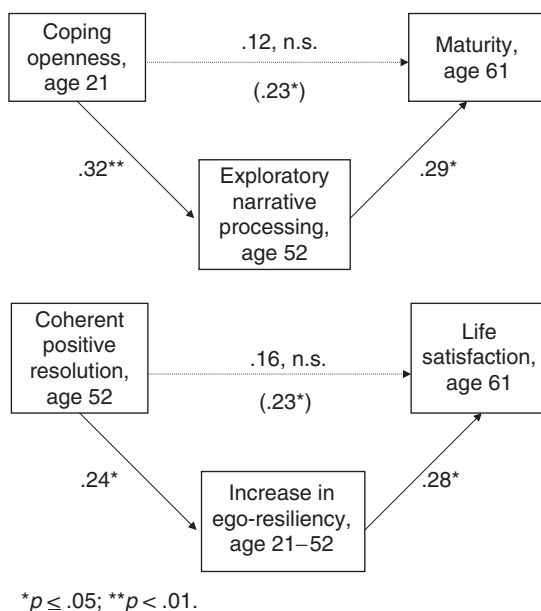 Coping
openness,
age 21
.12, n.s.
(.23*)
Maturity,
age 61
.32**
Exploratory
narrative
processing,
age 52
.29*
Coherent
positive
resolution,
age 52
.16, n.s.
(.23*)
Life
satisfaction,
age 61
.24*
Increase in
ego-resiliency,
age 21–52
.28*
*p ≤ .05; **p < .01.